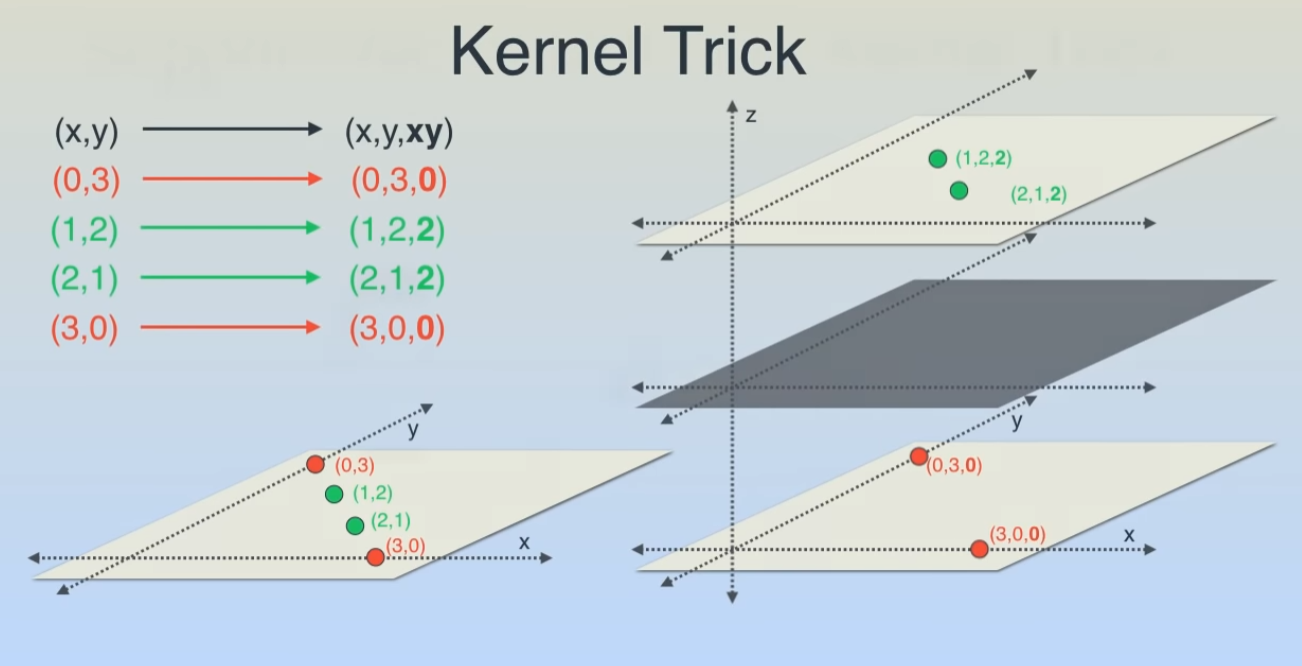 Kernel Trick
(x,y) (x,y,xy)
(0,3) (0,3,0)
(1,2) (1,2,2)
(2,1) (2,1,2)
(3,0) (3,0,0)
y
(0,3)
(1,2)
(2,1)
(3,0)
x
z
(1,2,2)
(2,1,2)
y
(0,3,0)
(3,0,0)
x